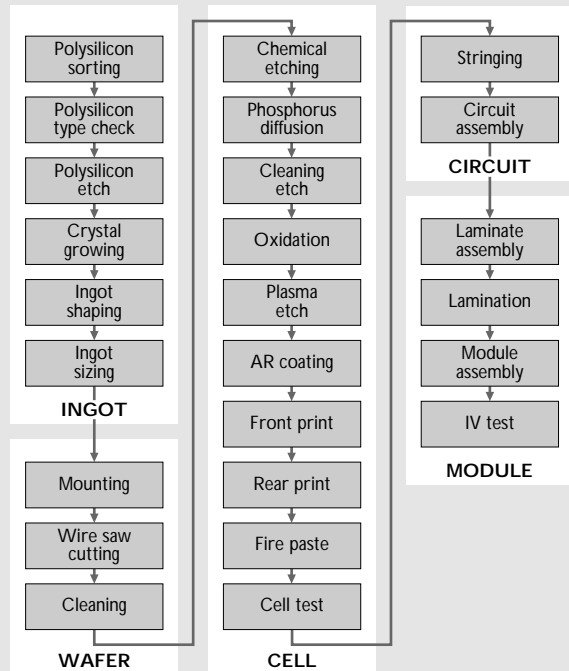 Polysilicon
sorting
Polysilicon
type check
Polysilicon
etch
Crystal
growing
Ingot
shaping
Ingot
sizing
INGOT
Mounting
Wire saw
cutting
Cleaning
WAFER
Chemical
etching
Phosphorus
diffusion
Cleaning
etch
Oxidation
Plasma
etch
AR coating
Front print
Rear print
Fire paste
Cell test
CELL
Stringing
Circuit
assembly
CIRCUIT
Laminate
assembly
Lamination
Module
assembly
IV test
MODULE